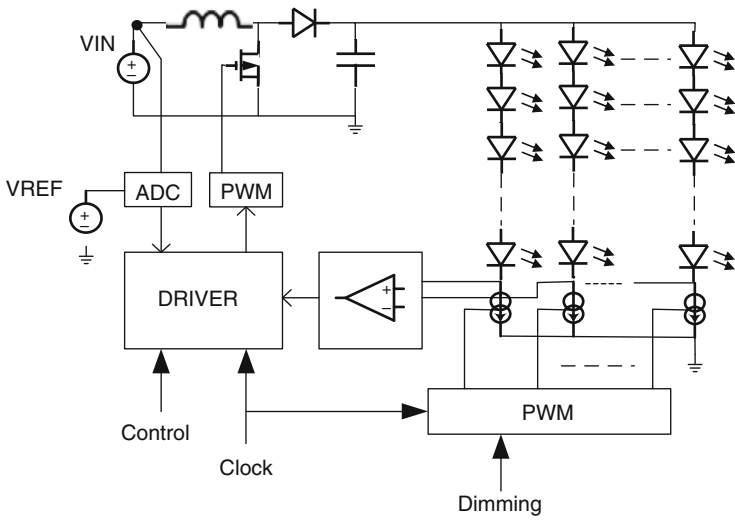 VIN
+
−
VREF
ADC
PWM
+
−
DRIVER
+
−
PWM
Control
Clock
Dimming